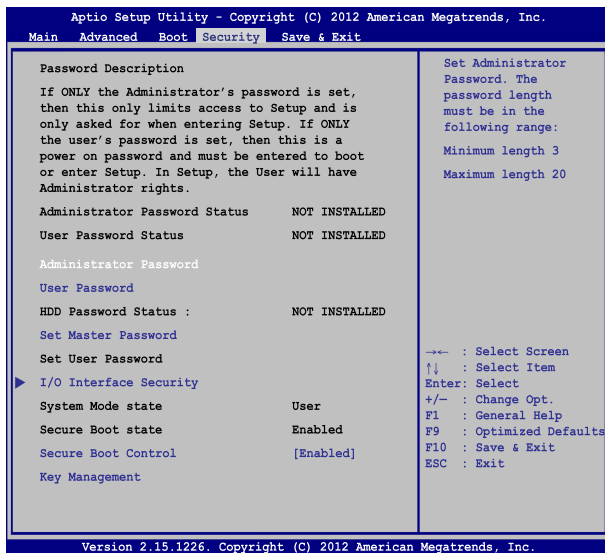 Aptio Setup Utility - Copyright (C) 2012 American Megatrends, Inc.
Main Advanced Boot Security Save & Exit
Password Description
If ONLY the Administrator's password is set,
then this only limits access to Setup and is
only asked for when entering Setup. If ONLY
the user's password is set, then this is a
power on password and must be entered to boot
or enter Setup. In Setup, the User will have
Administrator rights.
Administrator Password Status NOT INSTALLED
User Password Status NOT INSTALLED
Administrator Password
User Password
HDD Password Status : NOT INSTALLED
Set Master Password
Set User Password
I/O Interface Security
System Mode state User
Secure Boot state Enabled
Secure Boot Control [Enabled]
Key Management
Set Administrator
Password. The
password length
must be in the
following range:
Minimum length 3
Maximum length 20
→← : Select Screen
↑↓ : Select Item
Enter: Select
+/— : Change Opt.
F1 : General Help
F9 : Optimized Defaults
F10 : Save & Exit
ESC : Exit
Version 2.15.1226. Copyright (C) 2012 American Megatrends, Inc.